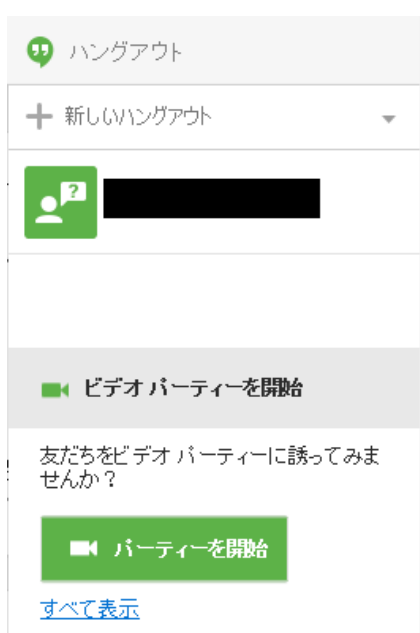 ハングアウト
新しいハングアウト
?
ビデオ パーティーを開始
友だちをビデオ パーティーに誘ってみま
せんか？
パーティーを開始
すべて表示